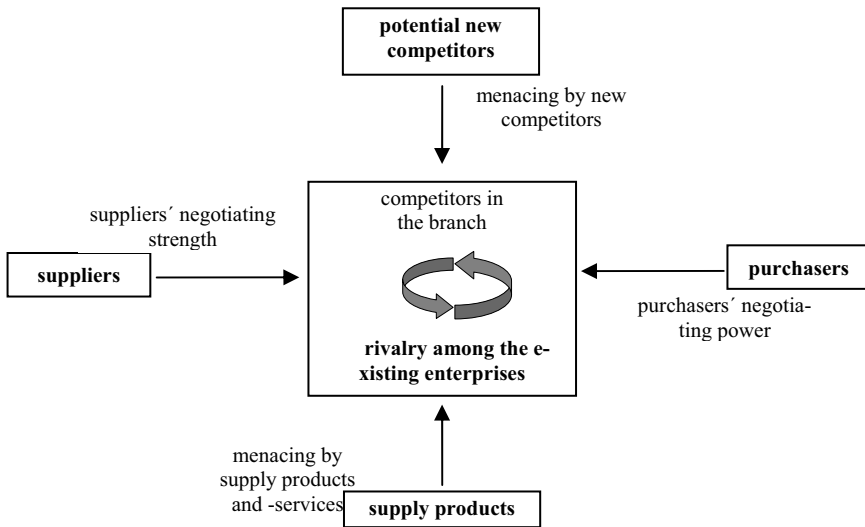 potential new
competitors
menacing by new
competitors
competitors in
the branch
suppliers´ negotiating
strength
suppliers
purchasers
purchasers´ negotia-
ting power
rivalry among the e-
xisting enterprises
menacing by
supply products
and -services
supply products